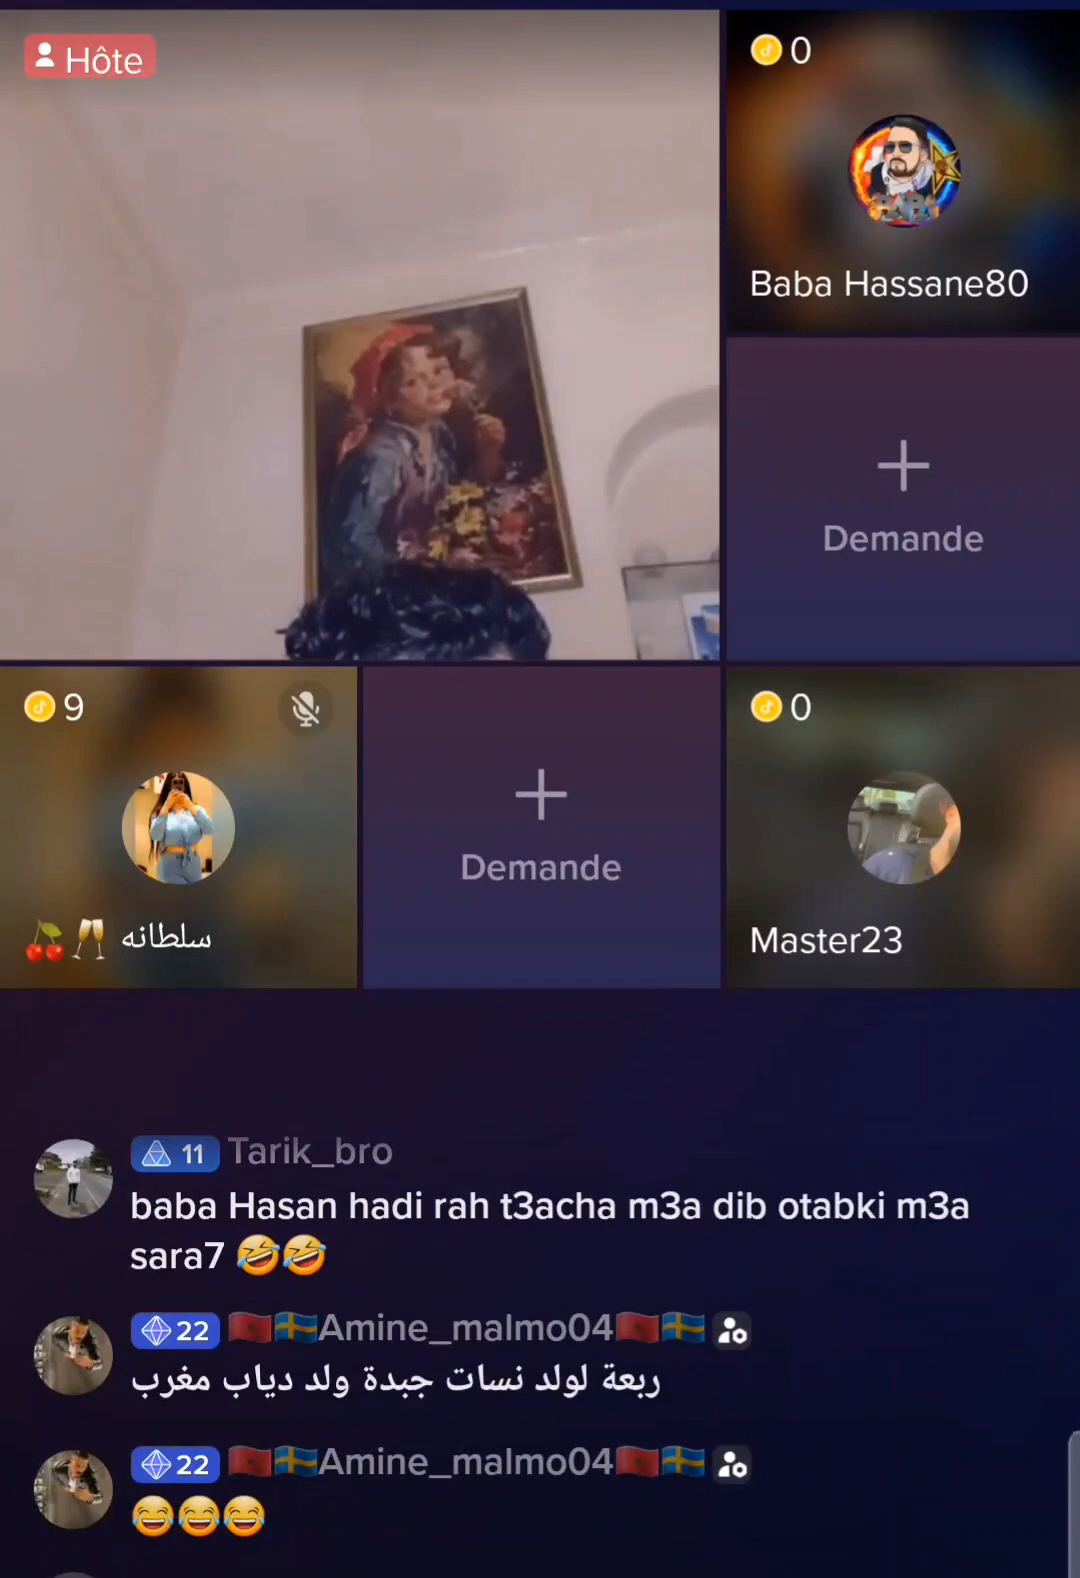 Hôte
0
Baba Hassane80
Demande
9
سلطانه
Demande
0
Master23
11 Tarik_bro
baba Hasan hadi rah t3acha m3a dib otabki m3a
sara7 🤣🤣
22 🇲🇦🇸🇪Amine_malmo04🇲🇦🇸🇪
ربعة لولد نسات جبدة ولد دياب مغرب
22 🇲🇦🇸🇪Amine_malmo04🇲🇦🇸🇪
😂😂😂